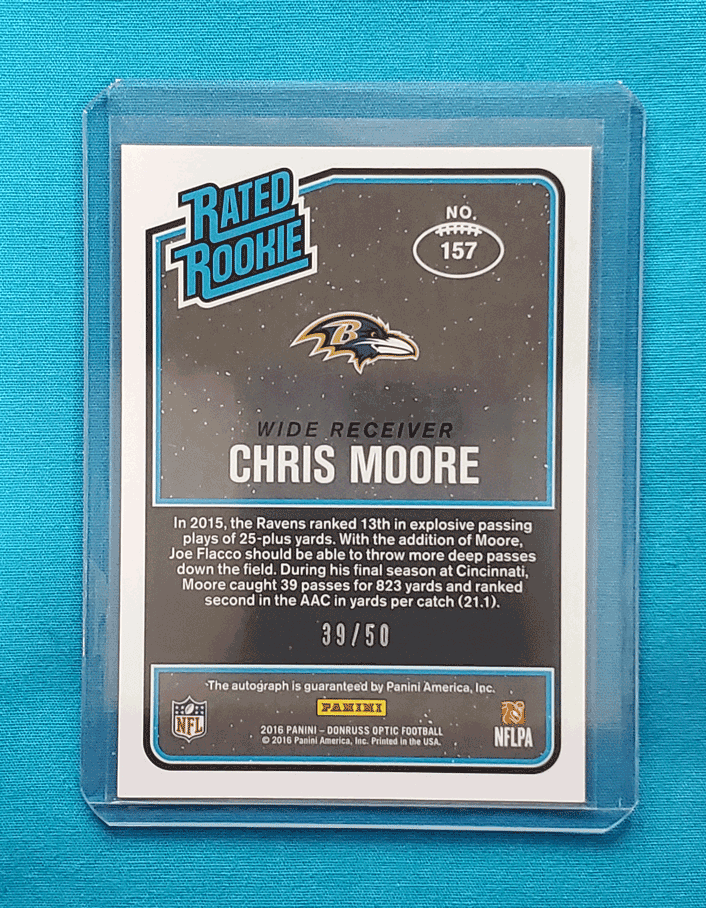 RATED
ROOKIE
NO.
157
B
WIDE RECEIVER
CHRIS MOORE
In 2015, the Ravens ranked 13th in explosive passing
plays of 25-plus yards. With the addition of Moore,
Joe Flacco should be able to throw more deep passes
down the field. During his final season at Cincinnati,
Moore caught 39 passes for 823 yards and ranked
second in the AAC in yards per catch (21.1).
39/50
The autograph is guaranteed by Panini America, Inc.
PANINI
NFL
2016 PANINI – DONRUSS OPTIC FOOTBALL
© 2016 Panini America, Inc. Printed in the USA.
NFLPA